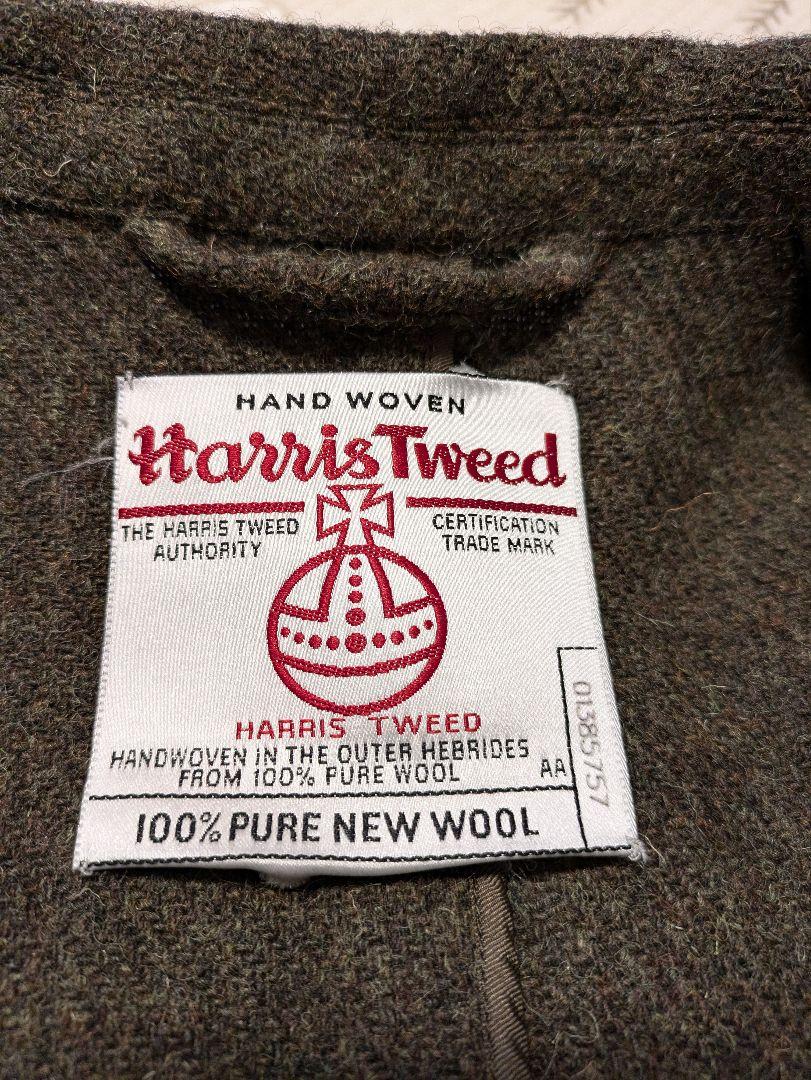 HAND WOVEN
Harris Tweed
THE HARRIS TWEED
AUTHORITY
CERTIFICATION
TRADE MARK
HARRIS TWEED
HANDWOVEN IN THE OUTER HEBRIDES
FROM 100% PURE WOOL
AA
01385757
100% PURE NEW WOOL